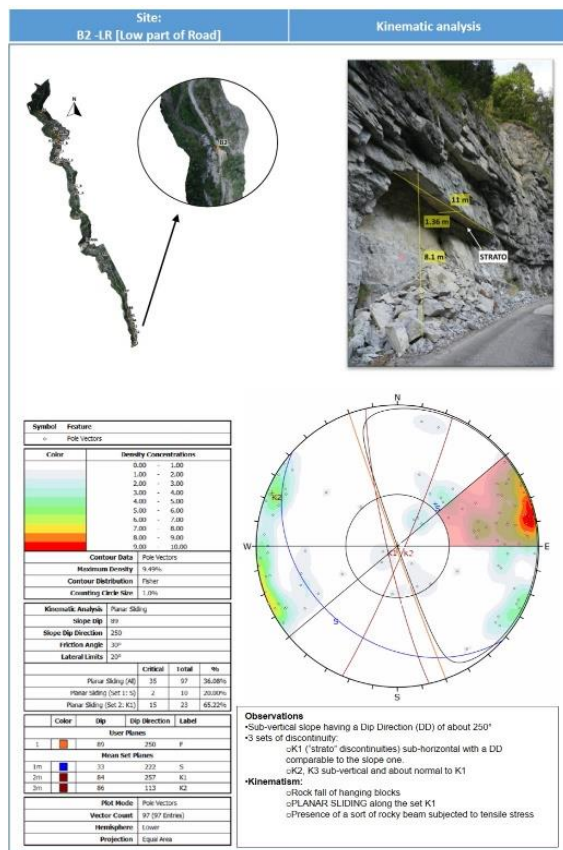 Site:
B2 -LR [Low part of Road]
Kinematic analysis
N
B2
11 m
1.36 m
STRATO
8.1 m
Symbol Feature
Pole Vectors
Color Density Concentrations
0.00 - 1.00
1.00 - 2.00
2.00 - 3.00
3.00 - 4.00
4.00 - 5.00
5.00 - 6.00
6.00 - 7.00
7.00 - 8.00
8.00 - 9.00
9.00 - 10.00
Contour Data Pole Vectors
Maximum Density 9.49%
Contour Distribution Fisher
Counting Circle Size 1.0%
Kinematic Analysis Planar Sliding
Slope Dip 89
Slope Dip Direction 250
Friction Angle 30°
Lateral Limits 20°
Critical Total %
Planar Sliding (All) 35 97 36.08%
Planar Sliding (Set 1: S) 2 10 20.00%
Planar Sliding (Set 2: K1) 15 23 65.22%
Color Dip Dip Direction Label
User Planes
1 89 250 F
Mean Set Planes
1m 33 222 S
2m 84 257 K1
3m 86 113 K2
Plot Mode Pole Vectors
Vector Count 97 (97 Entries)
Hemisphere Lower
Projection Equal Area
N
K2
S
W
K1
K2
E
S
S
Observations
•Sub-vertical slope having a Dip Direction (DD) of about 250°
•3 sets of discontinuity:
oK1 ("strato" discontinuities) sub-horizontal with a DD
comparable to the slope one.
oK2, K3 sub-vertical and about normal to K1
•Kinematism:
oRock fall of hanging blocks
oPLANAR SLIDING along the set K1
oPresence of a sort of rocky beam subjected to tensile stress